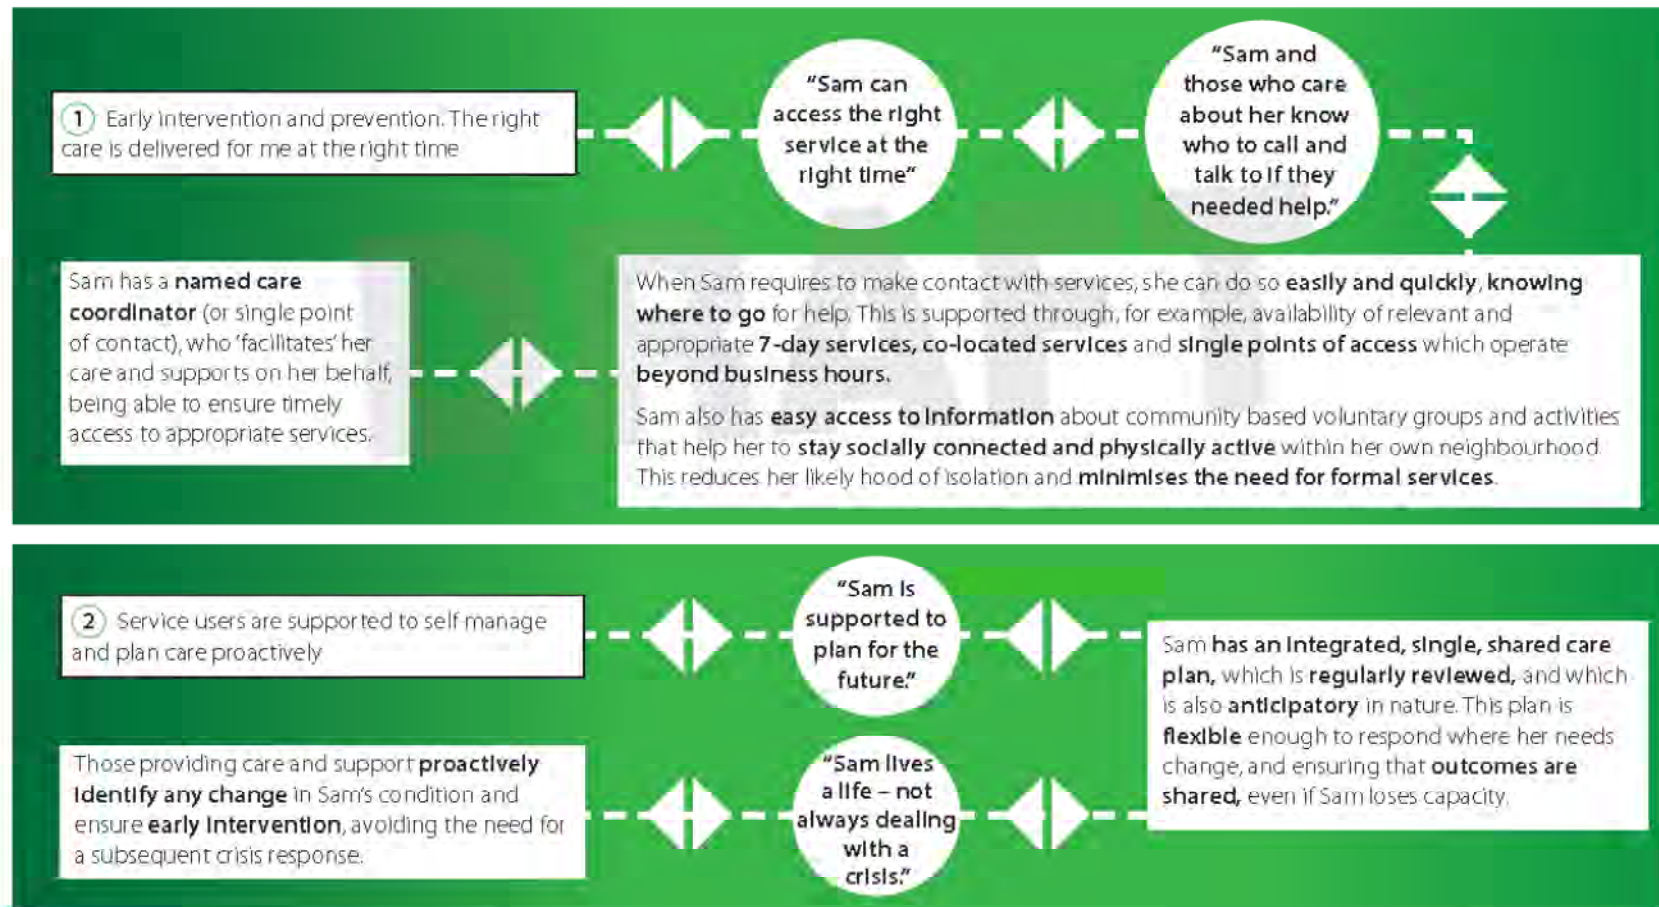 1 Early intervention and prevention. The right
care is delivered for me at the right time
"Sam can
access the right
service at the
right time"
"Sam and
those who care
about her know
who to call and
talk to if they
needed help."
When Sam requires to make contact with services, she can do so easily and quickly, knowing
where to go for help. This is supported through, for example, availability of relevant and
appropriate 7-day services, co-located services and single points of access which operate
beyond business hours.
Sam also has easy access to information about community based voluntary groups and activities
that help her to stay socially connected and physically active within her own neighbourhood
This reduces her likely hood of isolation and minimises the need for formal services.
Sam has a named care
coordinator (or single point
of contact), who 'facilitates' her
care and supports on her behalf,
being able to ensure timely
access to appropriate services.
DRAFT
2 Service users are supported to self manage
and plan care proactively
"Sam is
supported to
plan for the
future."
Sam has an integrated, single, shared care
plan, which is regularly reviewed, and which
is also anticipatory in nature. This plan is
flexible enough to respond where her needs
change, and ensuring that outcomes are
shared, even if Sam loses capacity.
"Sam lives
a life – not
always dealing
with a
crisis."
Those providing care and support proactively
identify any change in Sam's condition and
ensure early intervention, avoiding the need for
a subsequent crisis response.